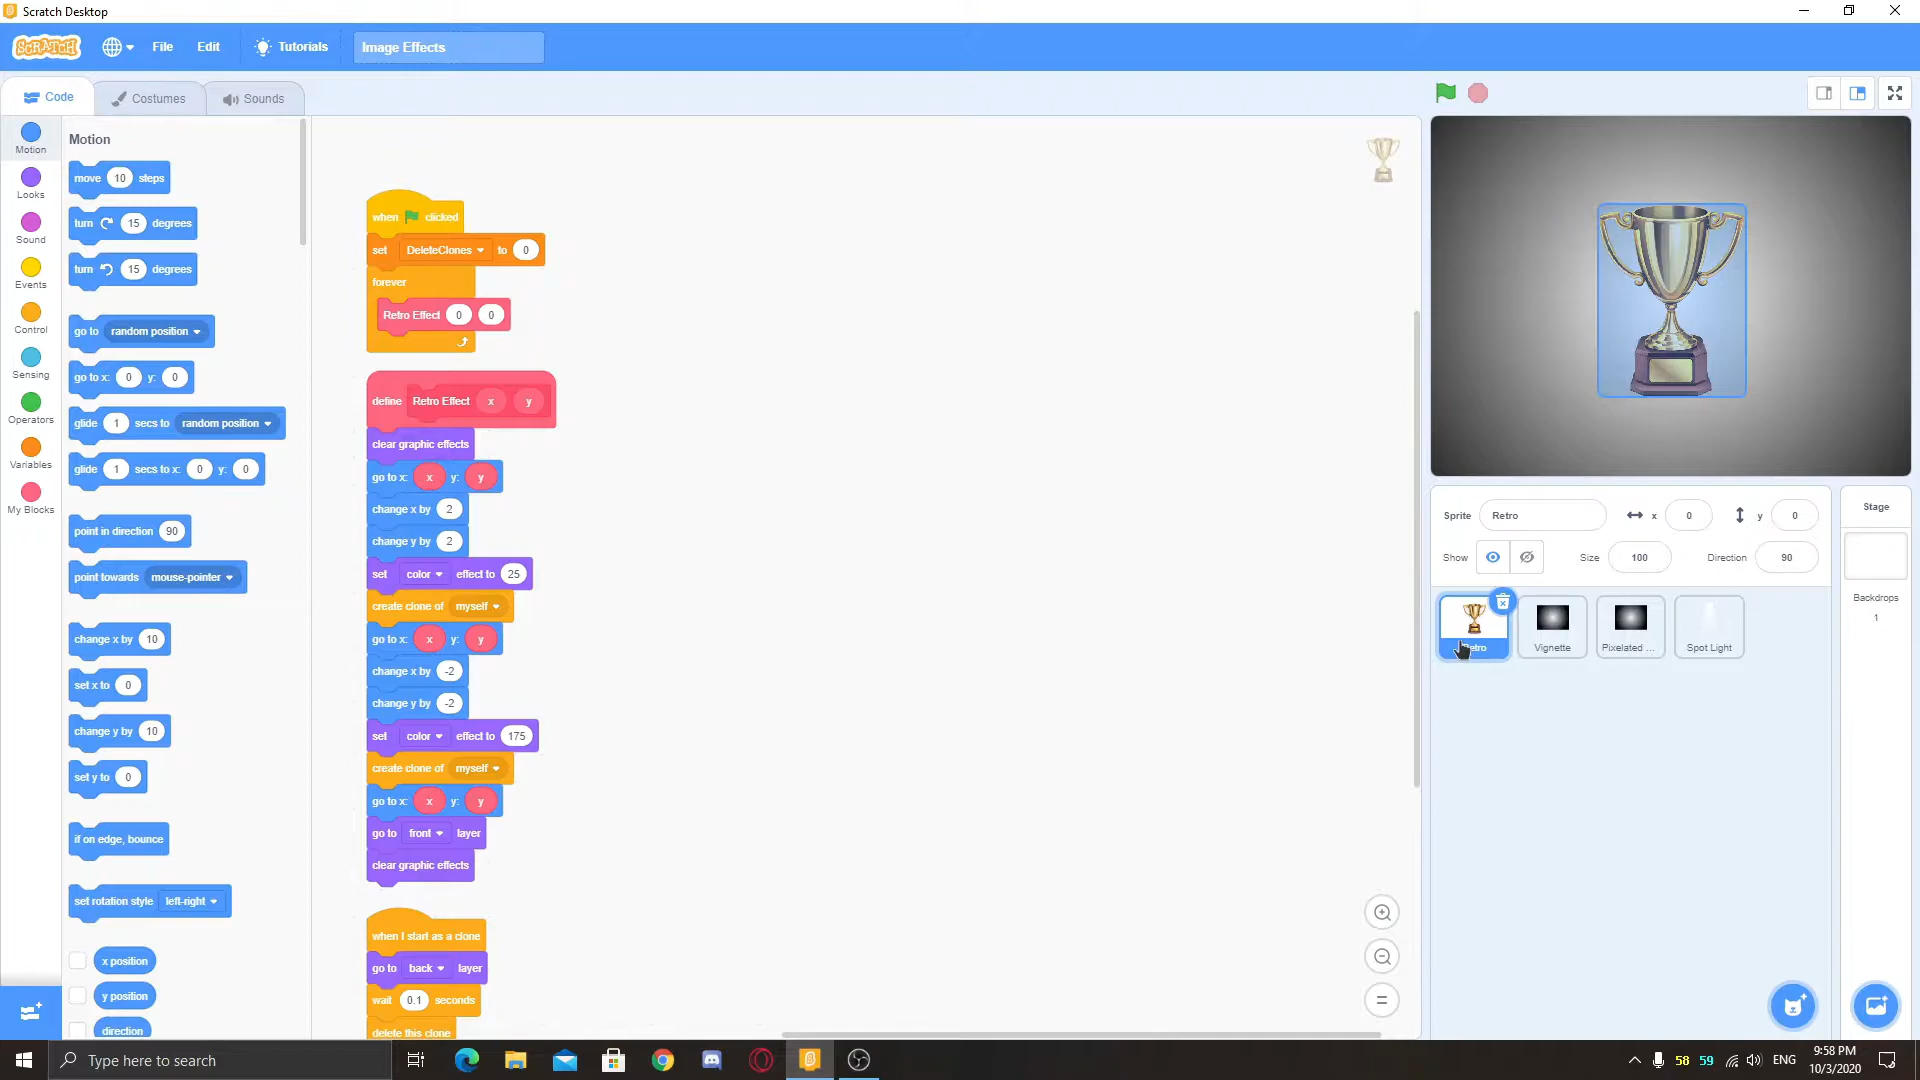 Scratch Desktop
SCRATCH File Edit Tutorials Image Effects
Code Costumes Sounds
Motion
Looks
Sound
Events
Control
Sensing
Operators
Variables
My Blocks
Motion
move 10 steps
turn 15 degrees
turn 15 degrees
go to random position
go to x: 0 y: 0
glide 1 secs to random position
glide 1 secs to x: 0 y: 0
point in direction 90
point towards mouse-pointer
change x by 10
set x to 0
change y by 10
set y to 0
if on edge, bounce
set rotation style left-right
x position
y position
direction
when clicked
set DeleteClones to 0
forever
Retro Effect 0 0
define Retro Effect x y
clear graphic effects
go to x: x y: y
change x by 2
change y by 2
set color effect to 25
create clone of myself
go to x: x y: y
change x by -2
change y by -2
set color effect to 175
create clone of myself
go to x: x y: y
go to front layer
clear graphic effects
when I start as a clone
go to back layer
wait 0.1 seconds
delete this clone
Sprite Retro x 0 y 0
Show Size 100 Direction 90
Vignette Pixelated ... Spot Light
Stage
Backdrops
1
Type here to search
58 59 ENG
9:58 PM
10/3/2020